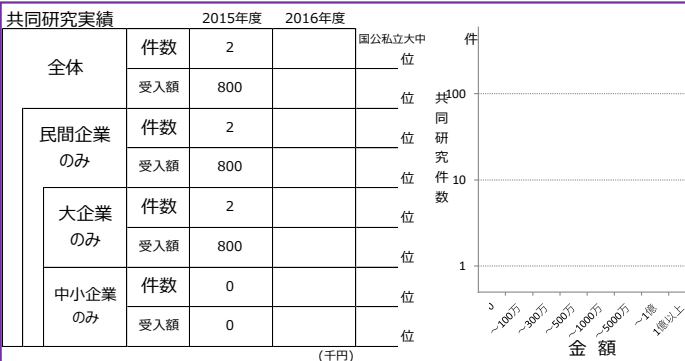 共同研究実績 2015年度 2016年度
全体 件数 2 国公私立大中 位
受入額 800 位
民間企業のみ 件数 2 位
受入額 800 位
大企業のみ 件数 2 位
受入額 800 位
中小企業のみ 件数 0 位
受入額 0 位
(千円)
件
共同研究件数
100
10
1
0 ～100万 ～300万 ～500万 ～1000万 ～5000万 ～1億 1億以上
金 額